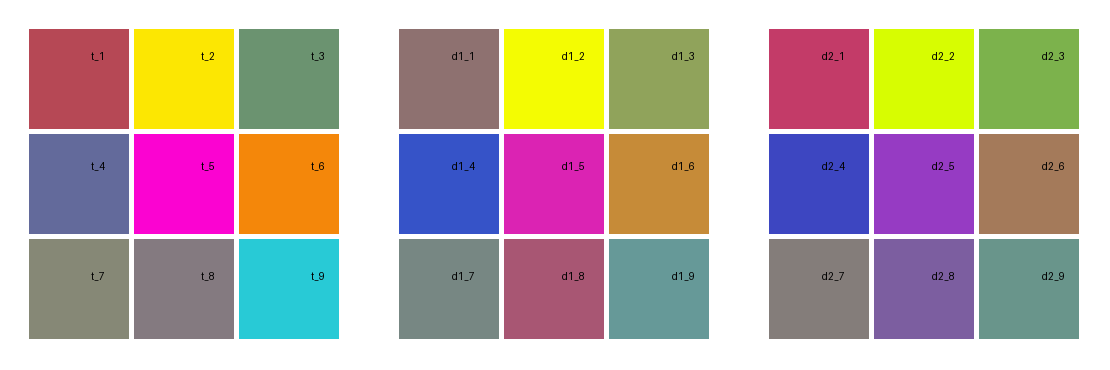 t_1 t_2 t_3 d1_1 d1_2 d1_3 d2_1 d2_2 d2_3
t_4 t_5 t_6 d1_4 d1_5 d1_6 d2_4 d2_5 d2_6
t_7 t_8 t_9 d1_7 d1_8 d1_9 d2_7 d2_8 d2_9